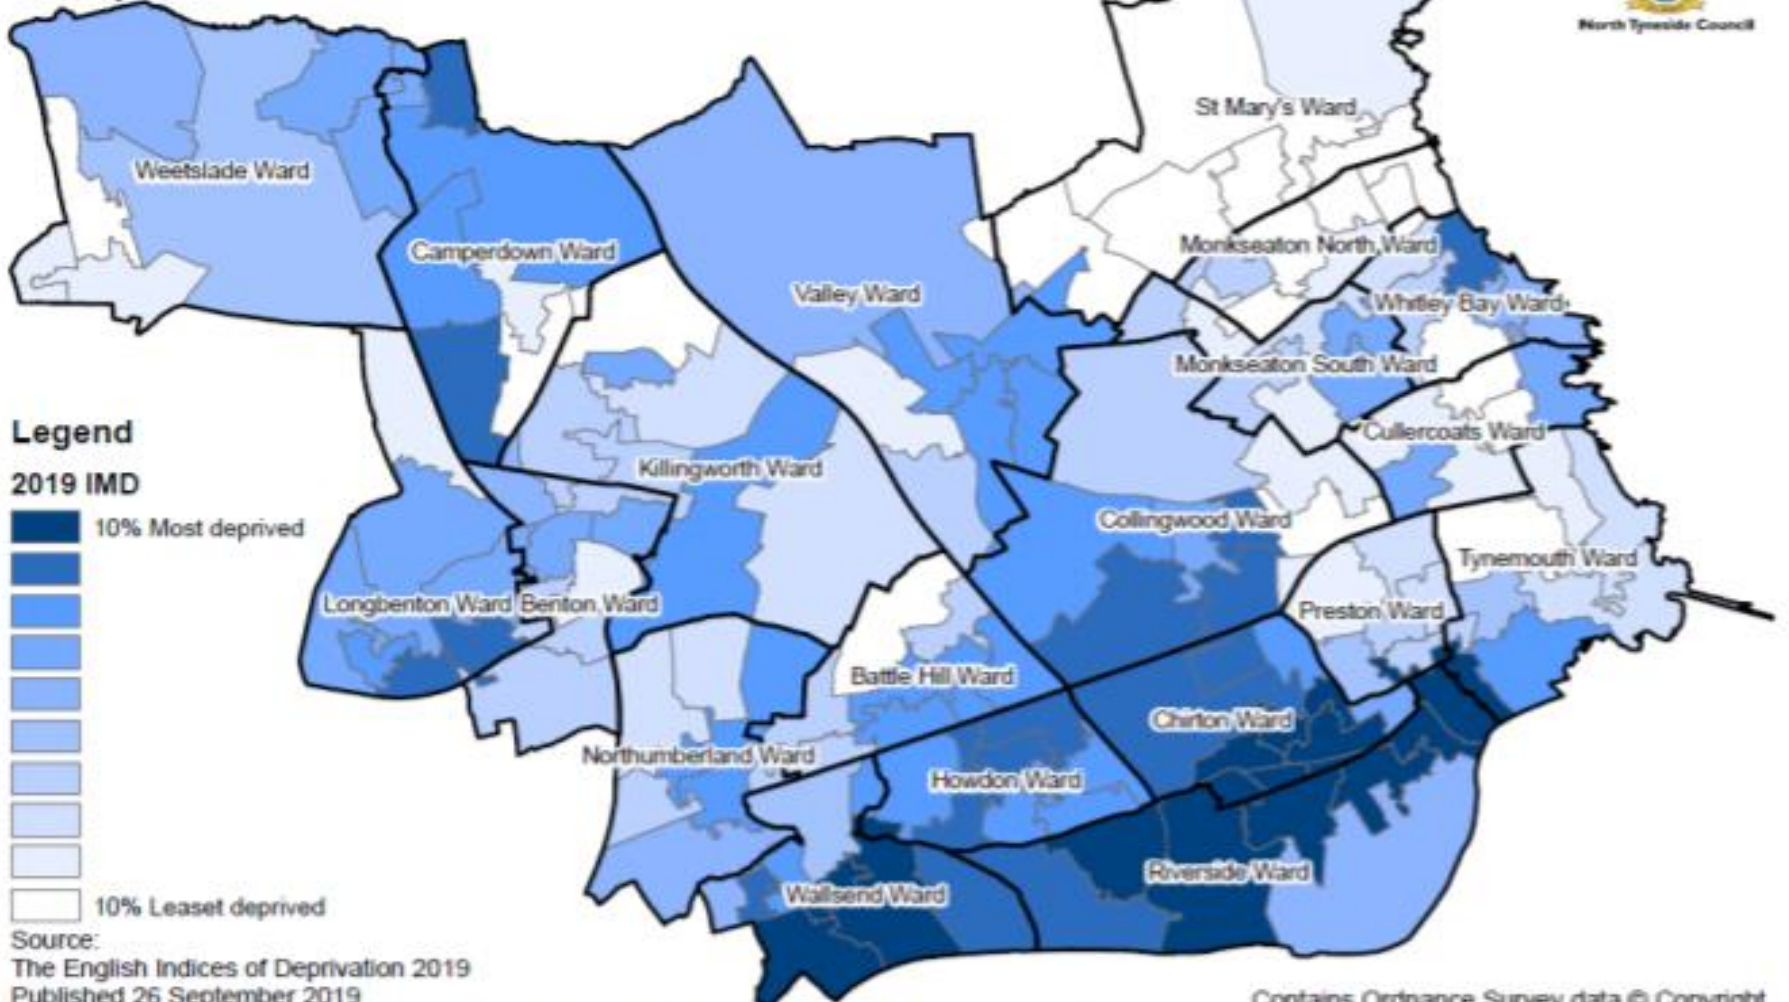 North Tyneside Council
St Mary's Ward
Weetslade Ward
Monkseaton North Ward
Camperdown Ward
Valley Ward
Whitley Bay Ward
Monkseaton South Ward
Legend
Cullercoats Ward
Killingworth Ward
2019 IMD
10% Most deprived
Collingwood Ward
Tynemouth Ward
Longbenton Ward
Benton Ward
Preston Ward
Battle Hill Ward
Chirton Ward
Northumberland Ward
Howdon Ward
Riverside Ward
Wallsend Ward
10% Leaset deprived
Source:
The English Indices of Deprivation 2019
Published 26 September 2019
Contains Ordnance Survey data © Copyright